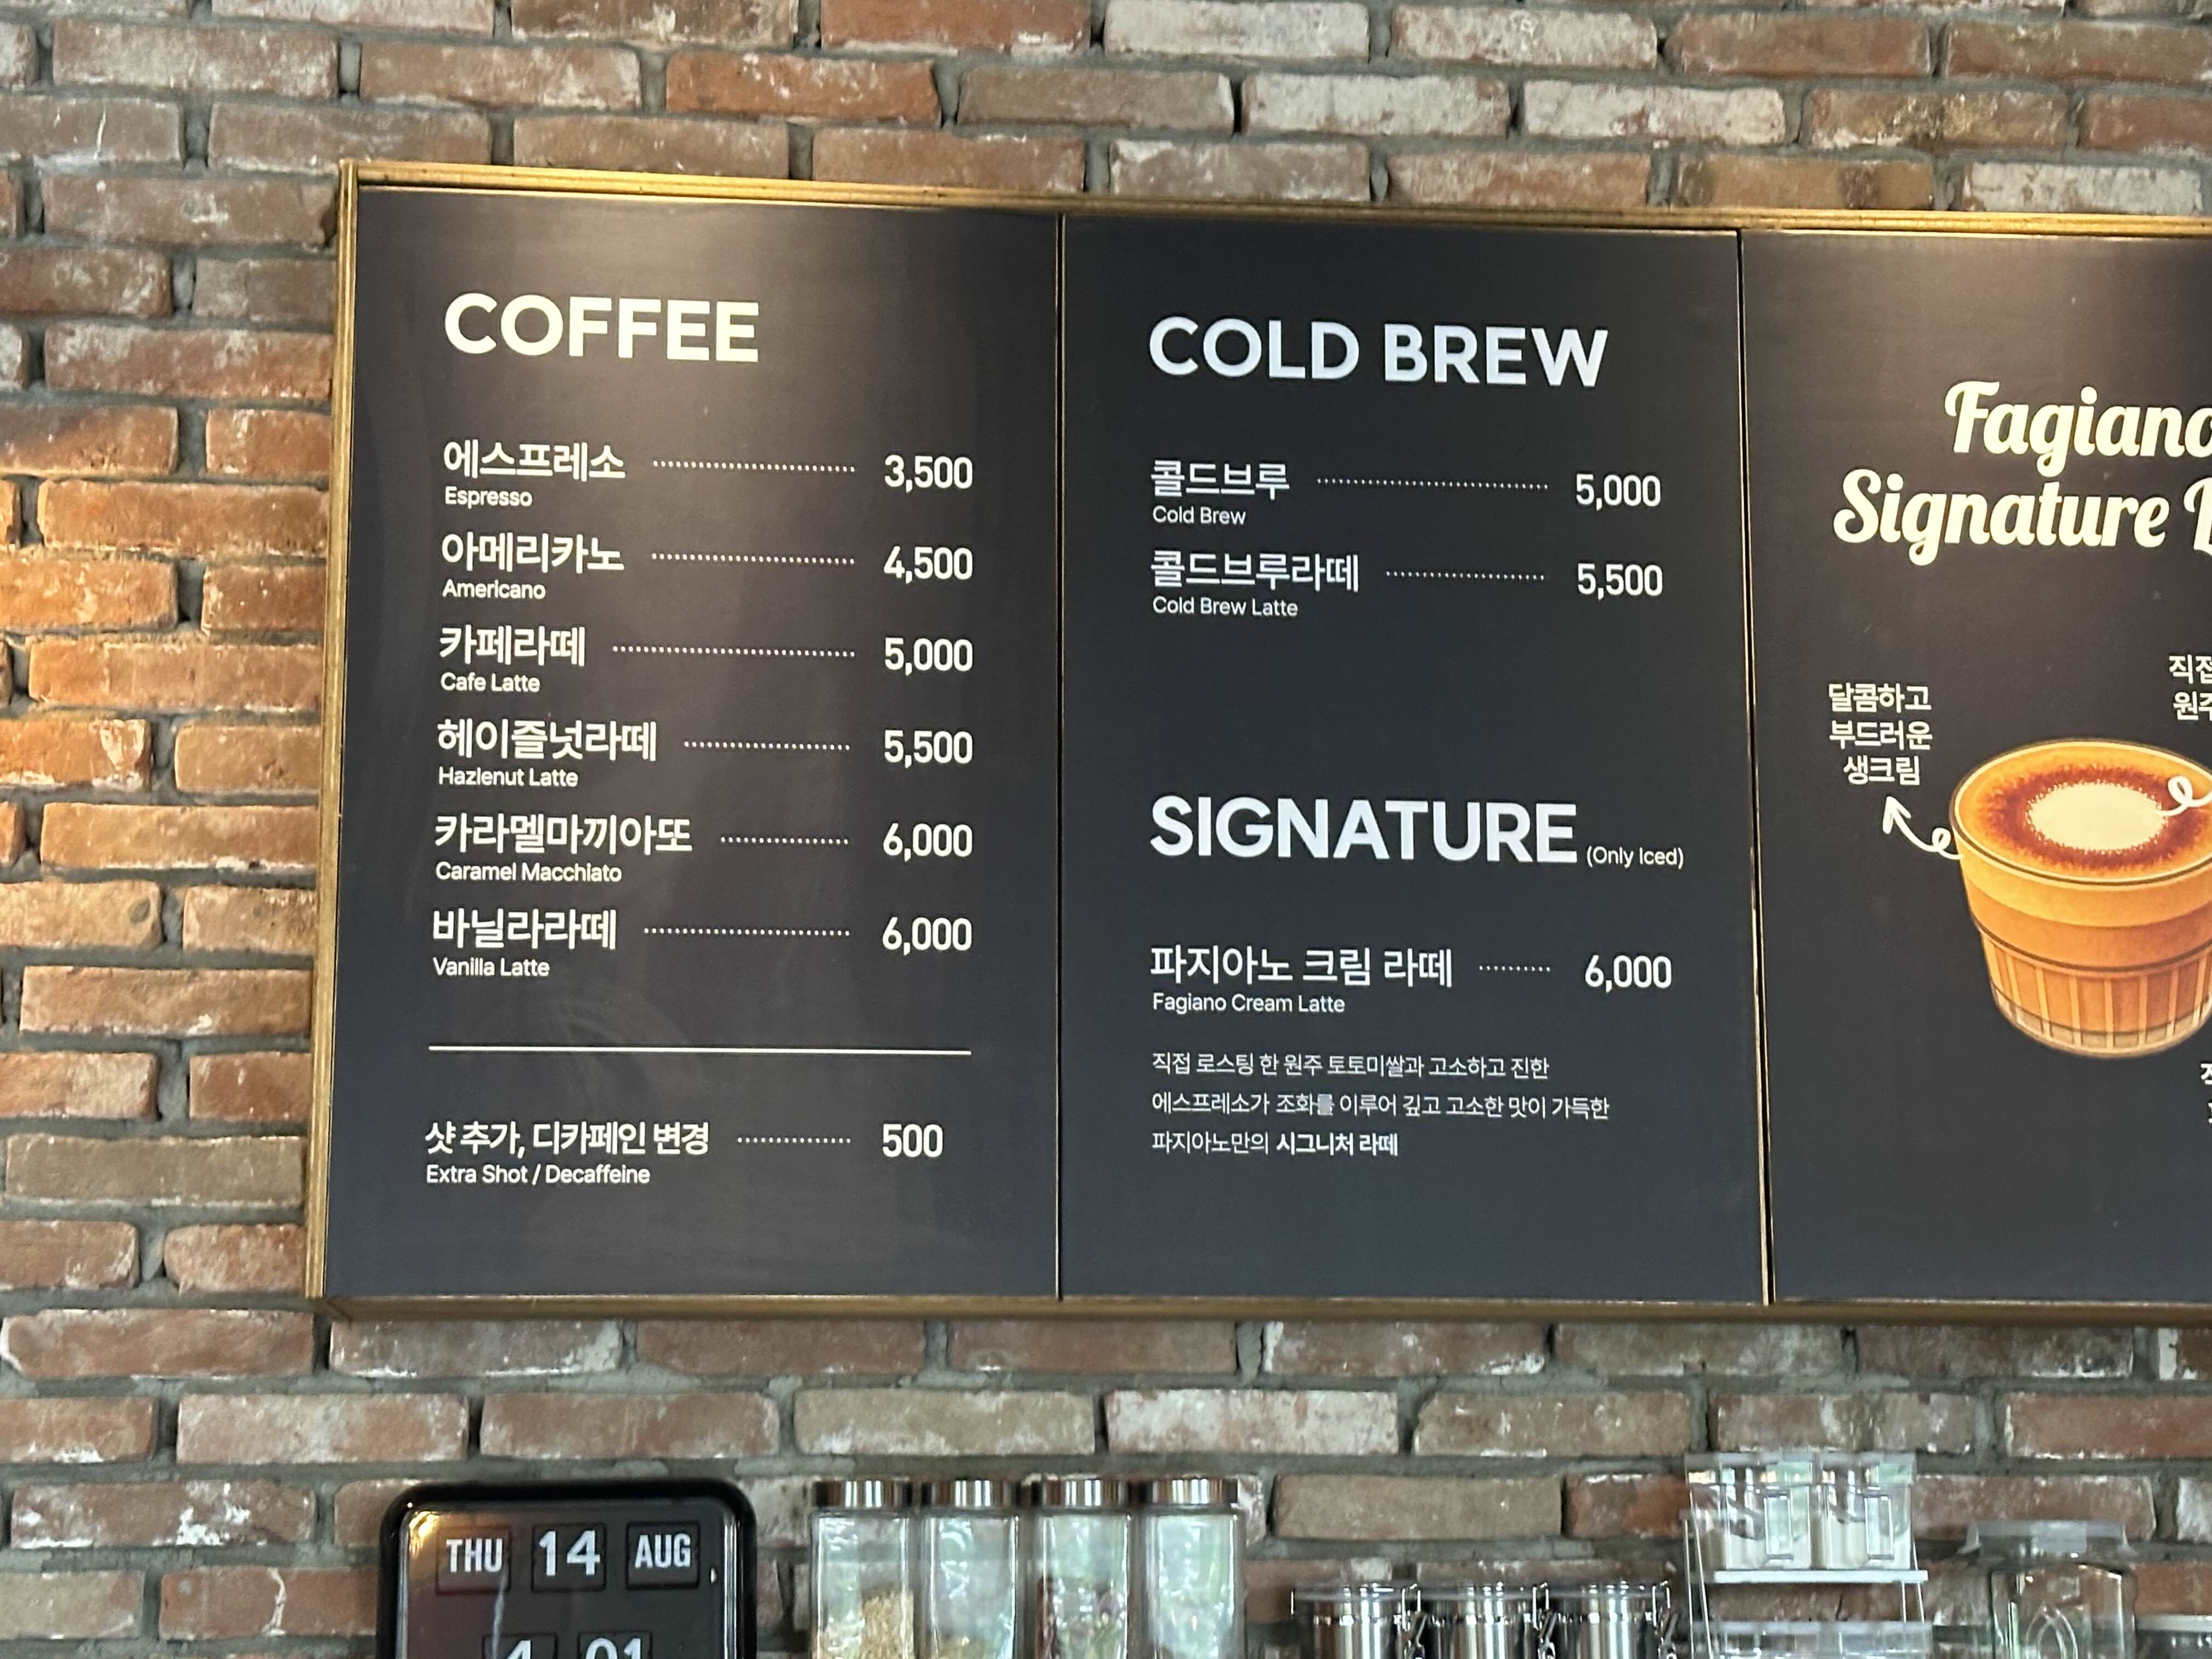 COFFEE
에스프레소 3,500
Espresso
아메리카노 4,500
Americano
카페라떼 5,000
Cafe Latte
헤이즐넛라떼 5,500
Hazlenut Latte
카라멜마끼아또 6,000
Caramel Macchiato
바닐라라떼 6,000
Vanilla Latte
샷 추가, 디카페인 변경 500
Extra Shot / Decaffeine
COLD BREW
콜드브루 5,000
Cold Brew
콜드브루라떼 5,500
Cold Brew Latte
SIGNATURE (Only Iced)
파지아노 크림 라떼 6,000
Fagiano Cream Latte
직접 로스팅 한 원주 토토미쌀과 고소하고 진한
에스프레소가 조화를 이루어 깊고 고소한 맛이 가득한
파지아노만의 시그니처 라떼
Fagiano
Signature
달콤하고
부드러운
생크림
직접
원주
THU 14 AUG
4 01